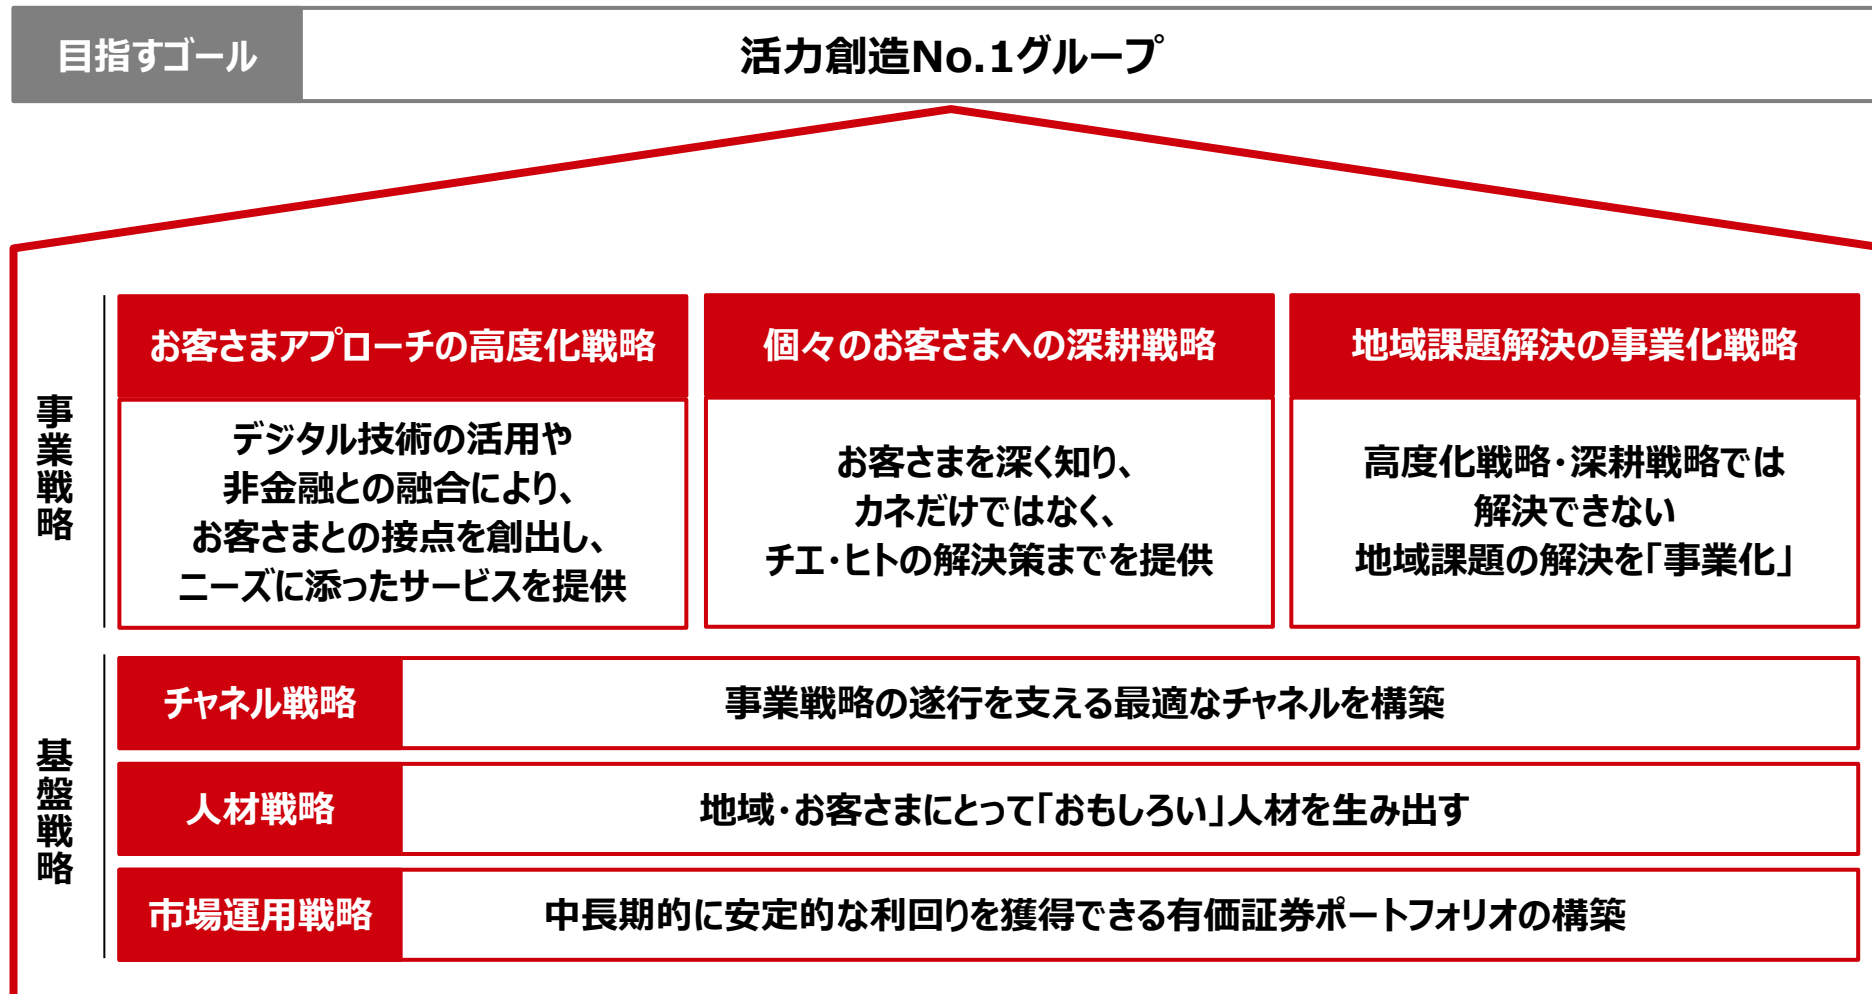 目指すゴール
活力創造No.1グループ
事業戦略
お客さまアプローチの高度化戦略
デジタル技術の活用や
非金融との融合により、
お客さまとの接点を創出し、
ニーズに添ったサービスを提供
個々のお客さまへの深耕戦略
お客さまを深く知り、
カネだけではなく、
チエ・ヒトの解決策までを提供
地域課題解決の事業化戦略
高度化戦略・深耕戦略では
解決できない
地域課題の解決を「事業化」
基盤戦略
チャネル戦略
事業戦略の遂行を支える最適なチャネルを構築
人材戦略
地域・お客さまにとって「おもしろい」人材を生み出す
市場運用戦略
中長期的に安定的な利回りを獲得できる有価証券ポートフォリオの構築